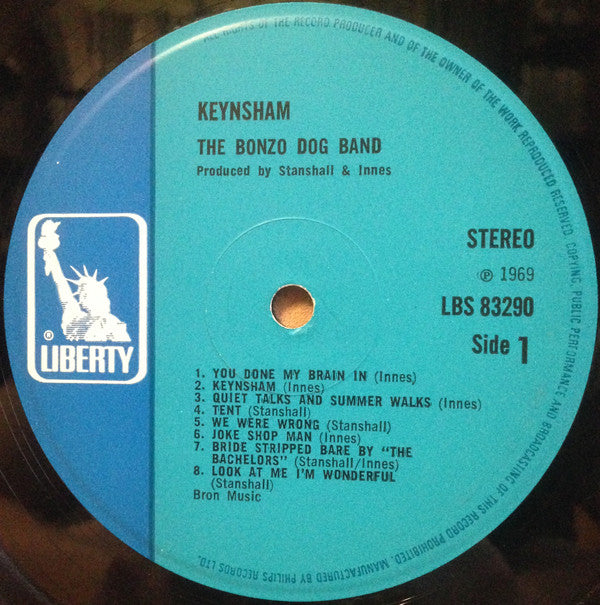 ALL RIGHTS OF THE RECORD PRODUCER AND OF THE OWNER OF THE WORK REPRODUCED RESERVED. COPYING, PUBLIC PERFORMANCE AND BROADCASTING OF THIS RECORD PROHIBITED. MANUFACTURED BY PHILIPS RECORDS LTD.
KEYNSHAM
THE BONZO DOG BAND
Produced by Stanshall & Innes
STEREO
℗ 1969
LBS 83290
Side 1
®
LIBERTY
1. YOU DONE MY BRAIN IN (Innes)
2. KEYNSHAM (Innes)
3. QUIET TALKS AND SUMMER WALKS (Innes)
4. TENT (Stanshall)
5. WE WERE WRONG (Stanshall)
6. JOKE SHOP MAN (Innes)
7. BRIDE STRIPPED BARE BY "THE
BACHELORS" (Stanshall/Innes)
8. LOOK AT ME I'M WONDERFUL
(Stanshall)
Bron Music